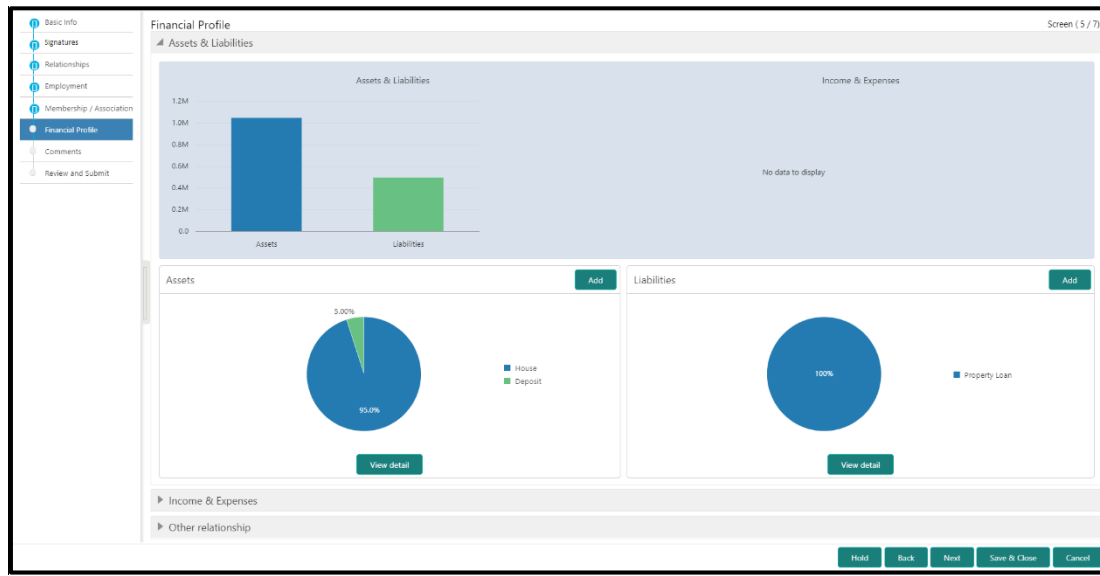 Basic Info
Signatures
Relationships
Employment
Membership / Association
Financial Profile
Comments
Review and Submit
Financial Profile
Screen ( 5 / 7)
Assets & Liabilities
Assets & Liabilities
1.2M
1.0M
0.8M
0.6M
0.4M
0.2M
0.0
Assets
Liabilities
Income & Expenses
No data to display
Assets
Add
5.00%
95.0%
House
Deposit
View detail
Liabilities
Add
100%
Property Loan
View detail
Income & Expenses
Other relationship
Hold
Back
Next
Save & Close
Cancel